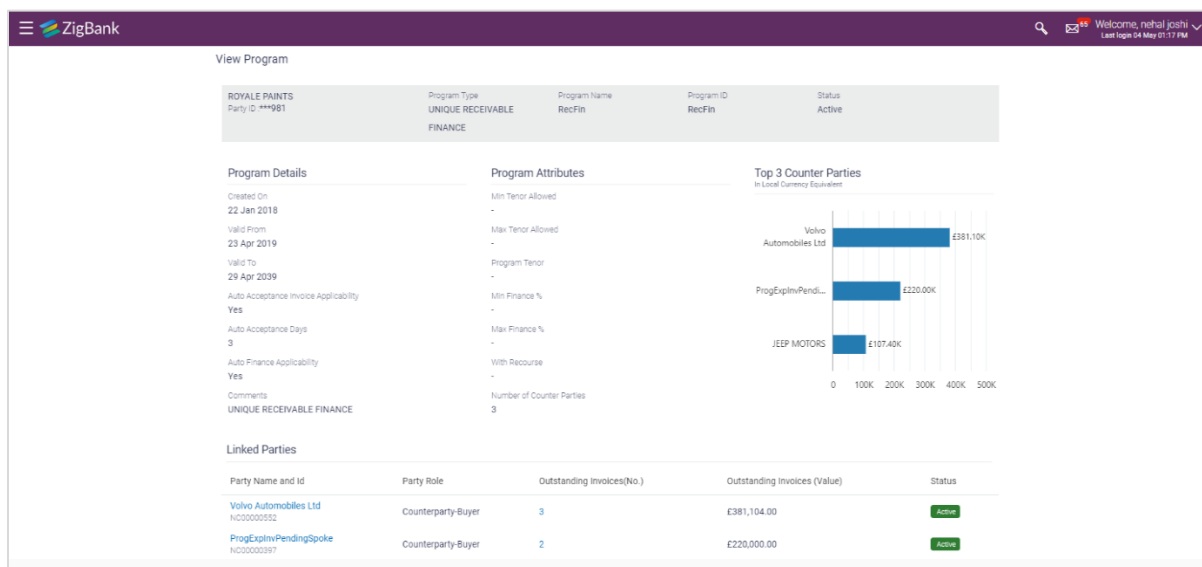 ZigBank
65
Welcome, nehal joshi
Last login 04 May 01:17 PM
View Program
ROYALE PAINTS
Party ID ***981
Program Type
UNIQUE RECEIVABLE
FINANCE
Program Name
RecFin
Program ID
RecFin
Status
Active
Program Details
Created On
22 Jan 2018
Valid From
23 Apr 2019
Valid To
29 Apr 2039
Auto Acceptance Invoice Applicability
Yes
Auto Acceptance Days
3
Auto Finance Applicability
Yes
Comments
UNIQUE RECEIVABLE FINANCE
Program Attributes
Min Tenor Allowed
-
Max Tenor Allowed
-
Program Tenor
-
Min Finance %
-
Max Finance %
-
With Recourse
-
Number of Counter Parties
3
Top 3 Counter Parties
In Local Currency Equivalent
Volvo
Automobiles Ltd
£381.10K
ProgExpInvPendi...
£220.00K
JEEP MOTORS
£107.40K
0 100K 200K 300K 400K 500K
Linked Parties
Party Name and Id Party Role Outstanding Invoices(No.) Outstanding Invoices (Value) Status
Volvo Automobiles Ltd
NC00000552
Counterparty-Buyer 3 £381,104.00 Active
ProgExpInvPendingSpoke
NC00000397
Counterparty-Buyer 2 £220,000.00 Active